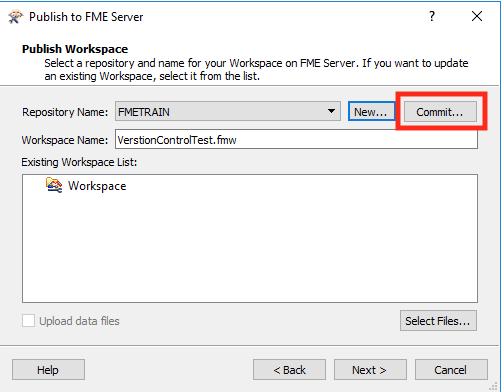 Publish to FME Server
?
Publish Workspace
Select a repository and name for your Workspace on FME Server. If you want to update
an existing Workspace, select it from the list.
Repository Name: FMETRAIN New... Commit...
Workspace Name: VerstionControlTest.fmw
Existing Workspace List:
Workspace
Upload data files Select Files...
Help < Back Next > Cancel